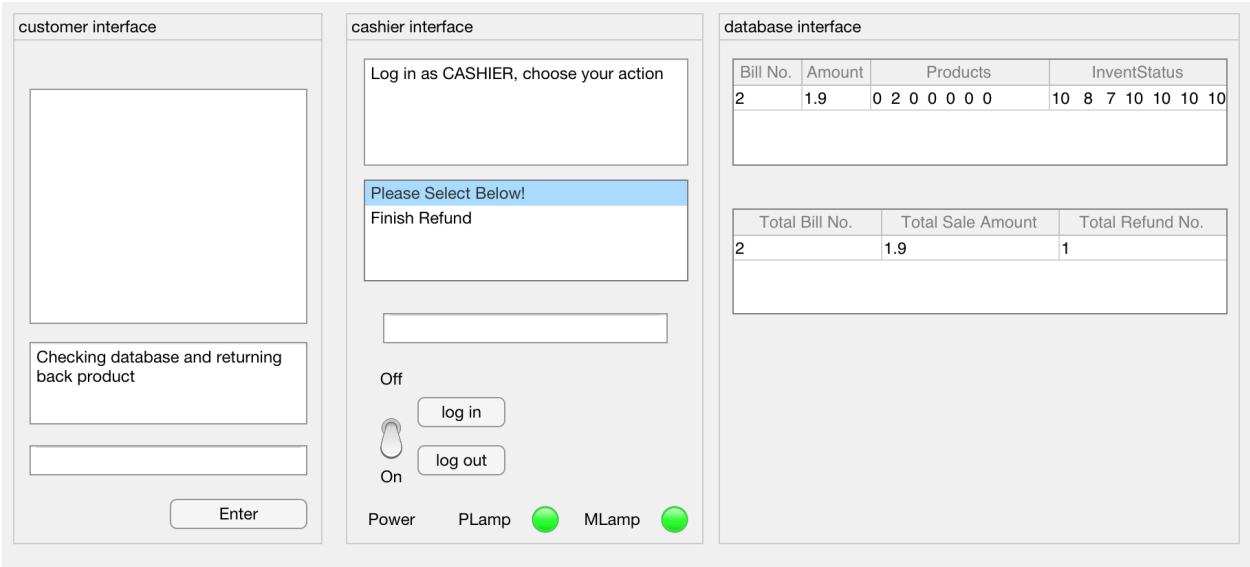 customer interface
Checking database and returning
back product
Enter
cashier interface
Log in as CASHIER, choose your action
Please Select Below!
Finish Refund
Off
log in
log out
On
Power PLamp MLamp
database interface
Bill No. Amount Products InventStatus
2 1.9 0 2 0 0 0 0 0 10 8 7 10 10 10 10
Total Bill No. Total Sale Amount Total Refund No.
2 1.9 1